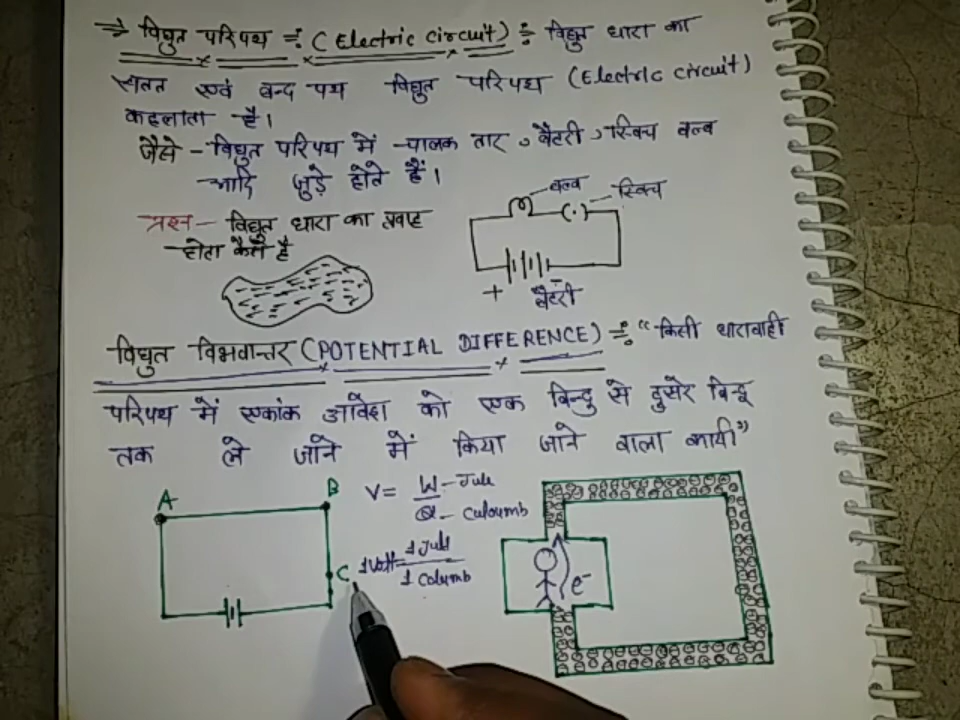 ⇒ विद्युत परिपथ ÷ (Electric circuit) ÷ विद्युत धारा का
सतत एवं बन्द पथ विद्युत परिपथ (Electric circuit)
कहलाता है।
जैसे - विद्युत परिपथ में चालक तार, बैटरी, स्विच बल्ब
आदि जुड़े होते हैं।
बल्व स्विच
प्रश्न - विद्युत धारा का प्रवाह
होता कैसे है
+ - बैटरी
विद्युत विभवान्तर (POTENTIAL DIFFERENCE) ÷ "किसी धारावाही
परिपथ में एकांक आवेश को एक बिन्दु से दुसरे बिन्दू
तक ले जाने में किया जाने वाला कार्य"
A B
V = W - Jule
Q - Culoumb
1 Volt = 1 Jule
1 Columb
C
e-